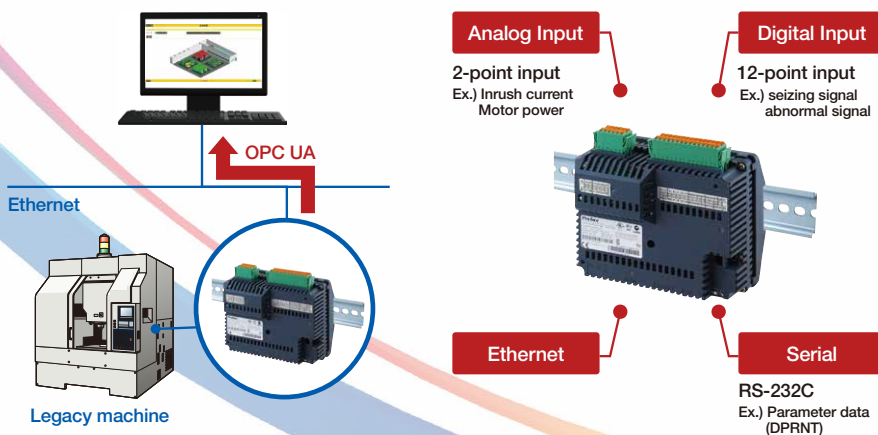 OPC UA
Ethernet
Legacy machine
Analog Input
2-point input
Ex.) Inrush current
Motor power
Digital Input
12-point input
Ex.) seizing signal
abnormal signal
Ethernet
Serial
RS-232C
Ex.) Parameter data
(DPRNT)